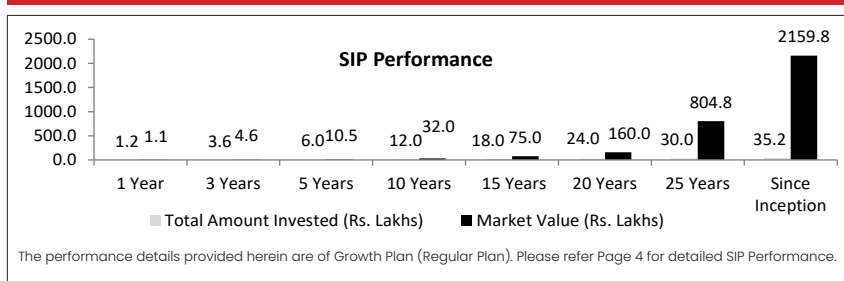 SIP Performance
2500.0
2000.0
1500.0
1000.0
500.0
0.0
1.2 1.1
3.6 4.6
6.0 10.5
12.0 32.0
18.0 75.0
24.0 160.0
30.0 804.8
35.2 2159.8
1 Year 3 Years 5 Years 10 Years 15 Years 20 Years 25 Years Since
Inception
Total Amount Invested (Rs. Lakhs) Market Value (Rs. Lakhs)
The performance details provided herein are of Growth Plan (Regular Plan). Please refer Page 4 for detailed SIP Performance.